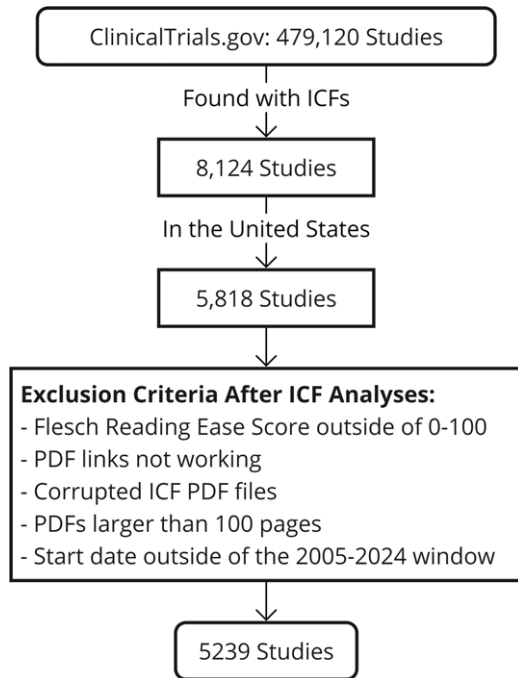 ClinicalTrials.gov: 479,120 Studies
Found with ICFs
8,124 Studies
In the United States
5,818 Studies
Exclusion Criteria After ICF Analyses:
- Flesch Reading Ease Score outside of 0-100
- PDF links not working
- Corrupted ICF PDF files
- PDFs larger than 100 pages
- Start date outside of the 2005-2024 window
5239 Studies